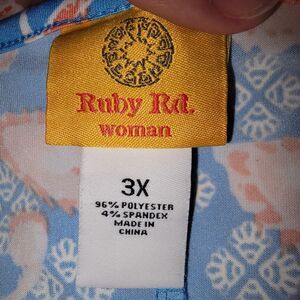 Ruby Rd.
woman
3X
96% POLYESTER
4% SPANDEX
MADE IN
CHINA